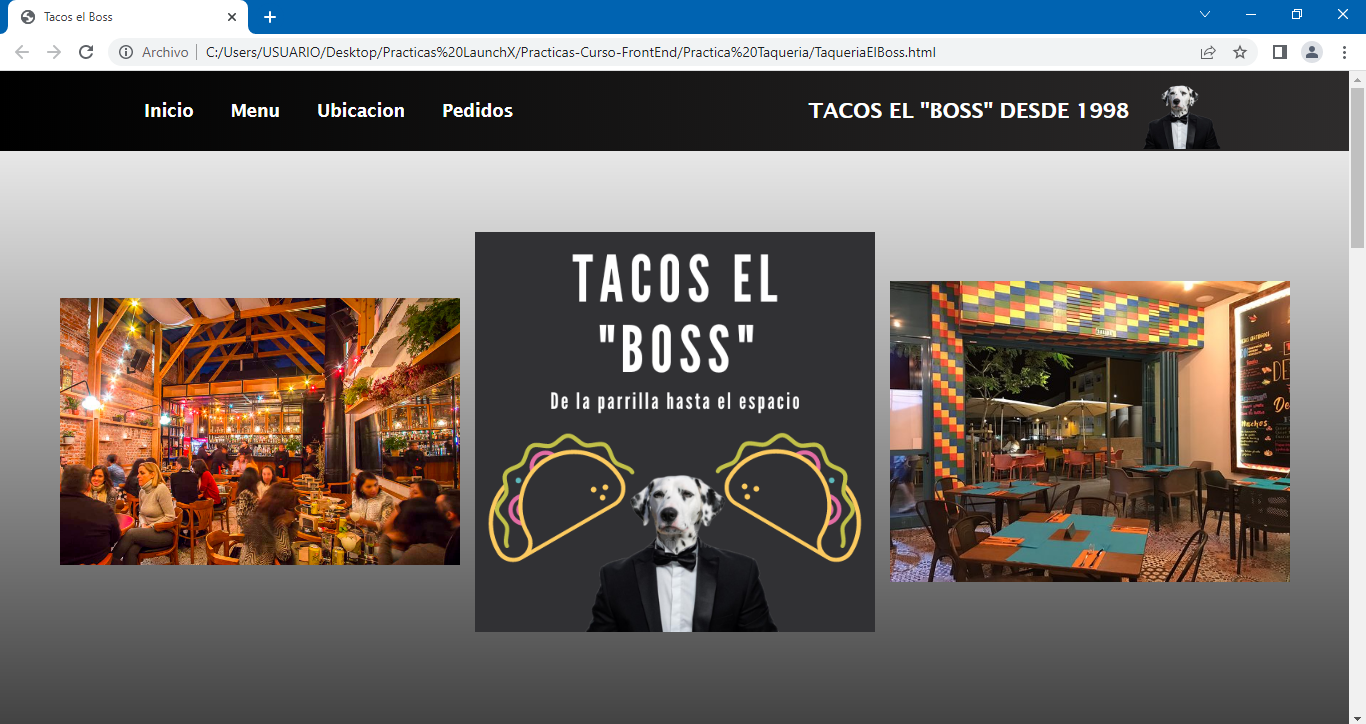 Tacos el Boss
Archivo
C:/Users/USUARIO/Desktop/Practicas%20LaunchX/Practicas-Curso-FrontEnd/Practica%20Taqueria/TaqueriaElBoss.html
Inicio Menu Ubicacion Pedidos
TACOS EL "BOSS" DESDE 1998
TACOS EL
"BOSS"
De la parrilla hasta el espacio
Nachos